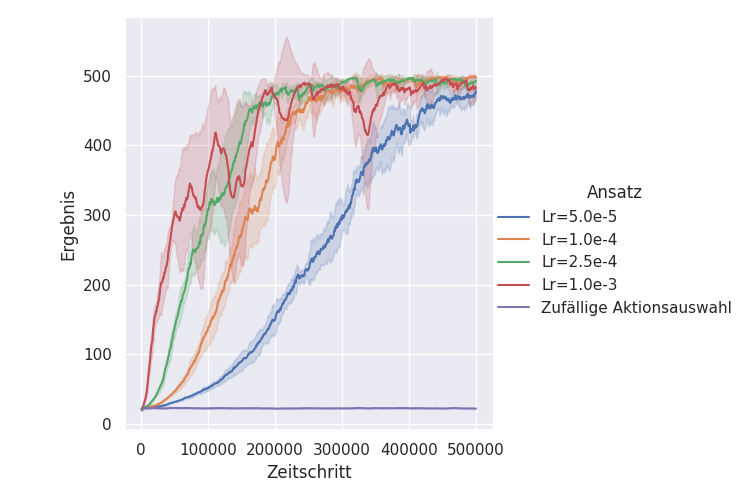 500
400
300
200
100
0
Ergebnis
0 100000 200000 300000 400000 500000
Zeitschritt
Ansatz
Lr=5.0e-5
Lr=1.0e-4
Lr=2.5e-4
Lr=1.0e-3
Zufällige Aktionsauswahl